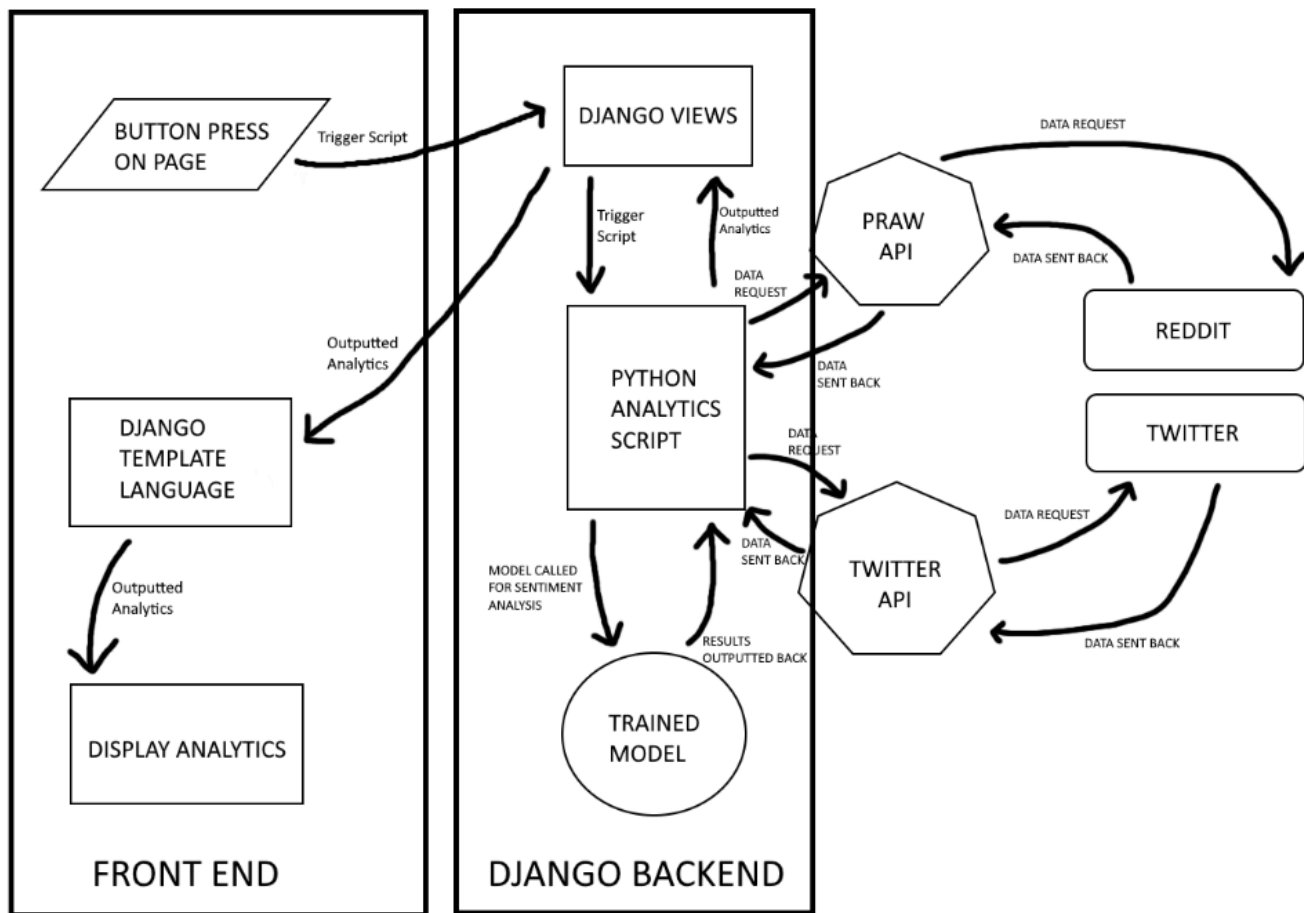 BUTTON PRESS
ON PAGE
Trigger Script
DJANGO VIEWS
Trigger
Script
Outputted
Analytics
Outputted
Analytics
DJANGO
TEMPLATE
LANGUAGE
Outputted
Analytics
DISPLAY ANALYTICS
FRONT END
PYTHON
ANALYTICS
SCRIPT
DATA
REQUEST
DATA
SENT BACK
DATA
REQUEST
DATA
SENT BACK
MODEL CALLED
FOR SENTIMENT
ANALYSIS
RESULTS
OUTPUTTED BACK
TRAINED
MODEL
DJANGO BACKEND
PRAW
API
DATA REQUEST
DATA SENT BACK
REDDIT
TWITTER
TWITTER
API
DATA REQUEST
DATA SENT BACK